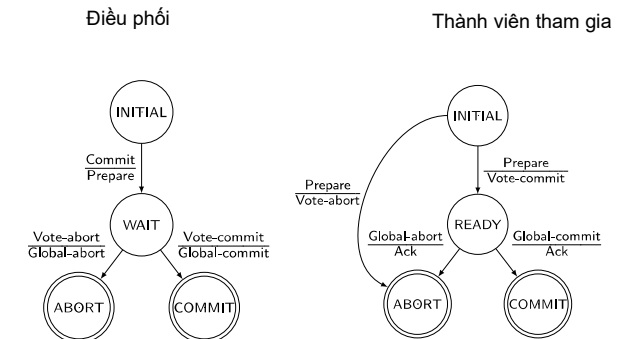 Điều phối
Thành viên tham gia
INITIAL
Commit
Prepare
WAIT
Vote-abort
Global-abort
Vote-commit
Global-commit
ABORT
COMMIT
INITIAL
Prepare
Vote-commit
Prepare
Vote-abort
READY
Global-abort
Ack
Global-commit
Ack
ABORT
COMMIT